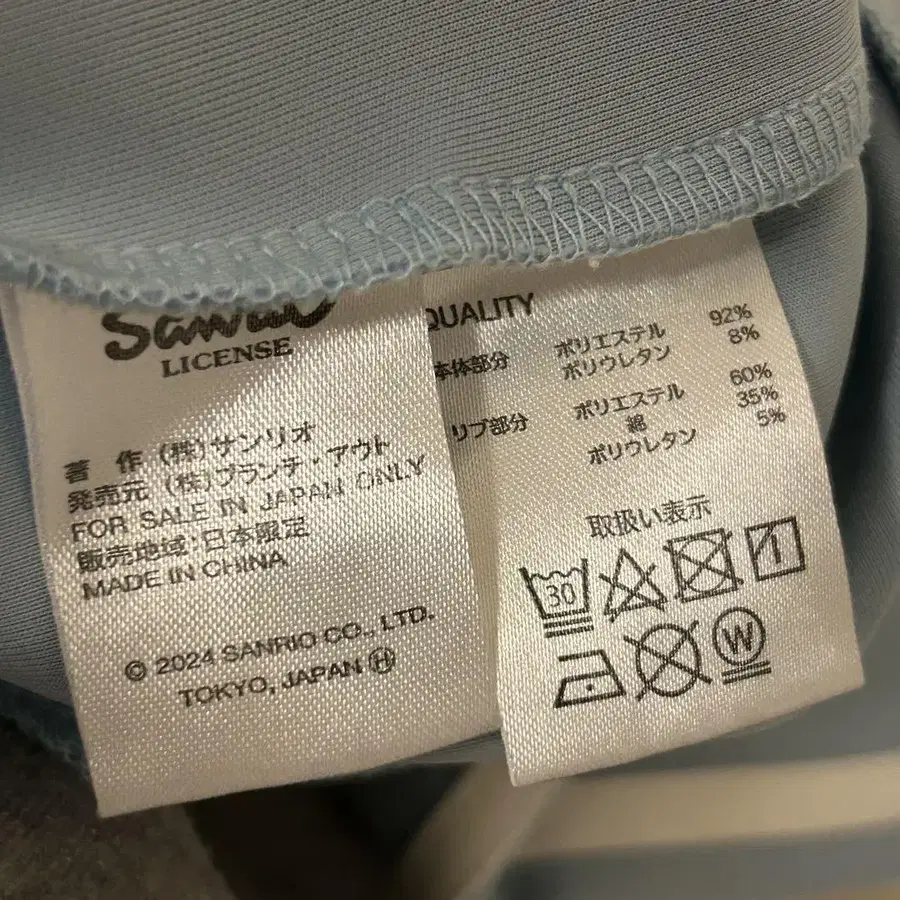 Sanrio
LICENSE
著 作 (株)サンリオ
発売元 (株)ブランチ・アウト
FOR SALE IN JAPAN ONLY
販売地域:日本限定
MADE IN CHINA
© 2024 SANRIO CO., LTD.
TOKYO, JAPAN Ⓗ
QUALITY
本体部分 ポリエステル 92%
ポリウレタン 8%
リブ部分 ポリエステル 60%
綿 35%
ポリウレタン 5%
取扱い表示
30
W